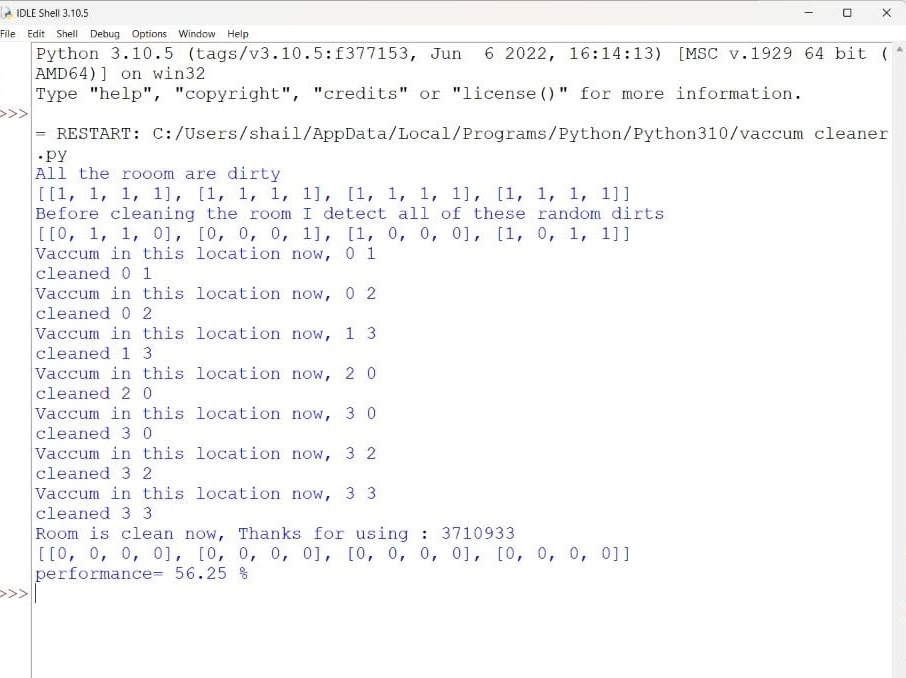 IDLE Shell 3.10.5
File Edit Shell Debug Options Window Help
Python 3.10.5 (tags/v3.10.5:f377153, Jun  6 2022, 16:14:13) [MSC v.1929 64 bit (
AMD64)] on win32
Type "help", "copyright", "credits" or "license()" for more information.
>>>
= RESTART: C:/Users/shail/AppData/Local/Programs/Python/Python310/vaccum cleaner
.py
All the rooom are dirty
[[1, 1, 1, 1], [1, 1, 1, 1], [1, 1, 1, 1], [1, 1, 1, 1]]
Before cleaning the room I detect all of these random dirts
[[0, 1, 1, 0], [0, 0, 0, 1], [1, 0, 0, 0], [1, 0, 1, 1]]
Vaccum in this location now, 0 1
cleaned 0 1
Vaccum in this location now, 0 2
cleaned 0 2
Vaccum in this location now, 1 3
cleaned 1 3
Vaccum in this location now, 2 0
cleaned 2 0
Vaccum in this location now, 3 0
cleaned 3 0
Vaccum in this location now, 3 2
cleaned 3 2
Vaccum in this location now, 3 3
cleaned 3 3
Room is clean now, Thanks for using : 3710933
[[0, 0, 0, 0], [0, 0, 0, 0], [0, 0, 0, 0], [0, 0, 0, 0]]
performance= 56.25 %
>>>